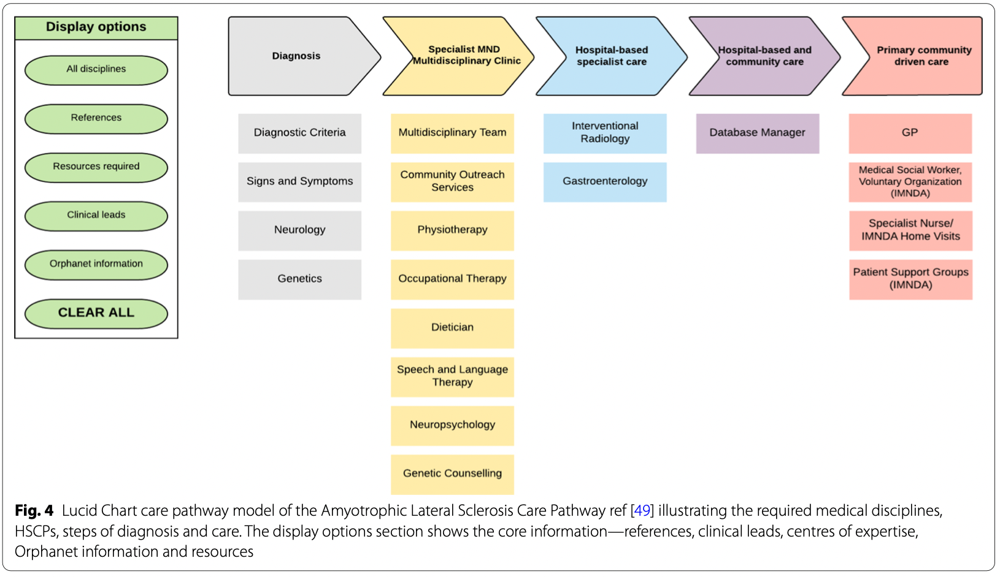 Display options
All disciplines
References
Resources required
Clinical leads
Orphanet information
CLEAR ALL
Diagnosis
Diagnostic Criteria
Signs and Symptoms
Neurology
Genetics
Specialist MND
Multidisciplinary Clinic
Multidisciplinary Team
Community Outreach
Services
Physiotherapy
Occupational Therapy
Dietician
Speech and Language
Therapy
Neuropsychology
Genetic Counselling
Hospital-based
specialist care
Interventional
Radiology
Gastroenterology
Hospital-based and
community care
Database Manager
Primary community
driven care
GP
Medical Social Worker,
Voluntary Organization
(IMNDA)
Specialist Nurse/
IMNDA Home Visits
Patient Support Groups
(IMNDA)
Fig. 4 Lucid Chart care pathway model of the Amyotrophic Lateral Sclerosis Care Pathway ref [49] illustrating the required medical disciplines,
HSCPs, steps of diagnosis and care. The display options section shows the core information—references, clinical leads, centres of expertise,
Orphanet information and resources